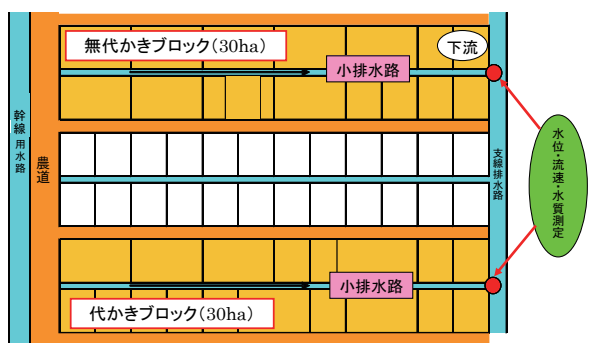 無代かきブロック(30ha)
下流
小排水路
幹線用水路
農道
支線排水路
水位・流速・水質測定
小排水路
代かきブロック(30ha)